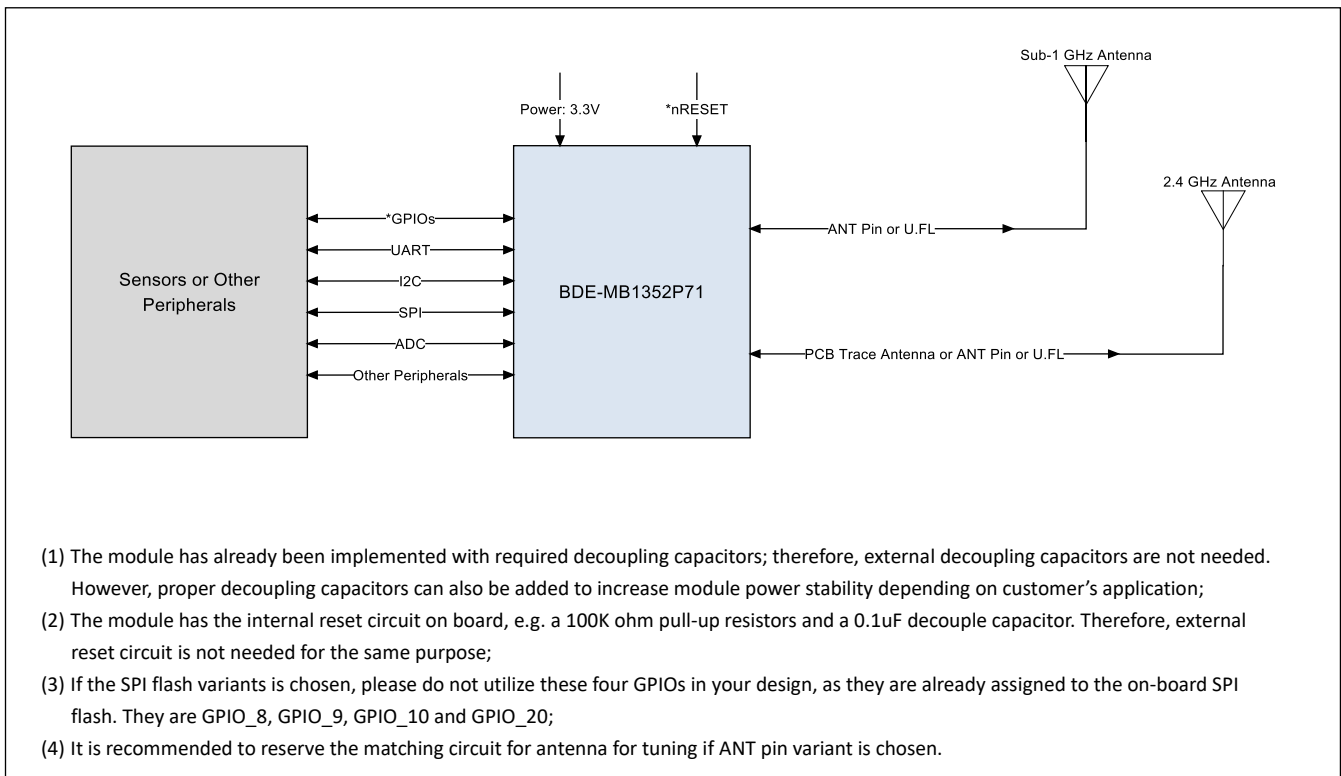 Sub-1 GHz Antenna
Power: 3.3V
*nRESET
2.4 GHz Antenna
*GPIOs
ANT Pin or U.FL
UART
Sensors or Other
Peripherals
I2C
BDE-MB1352P71
SPI
ADC
PCB Trace Antenna or ANT Pin or U.FL
Other Peripherals
(1) The module has already been implemented with required decoupling capacitors; therefore, external decoupling capacitors are not needed.
However, proper decoupling capacitors can also be added to increase module power stability depending on customer’s application;
(2) The module has the internal reset circuit on board, e.g. a 100K ohm pull-up resistors and a 0.1uF decouple capacitor. Therefore, external
reset circuit is not needed for the same purpose;
(3) If the SPI flash variants is chosen, please do not utilize these four GPIOs in your design, as they are already assigned to the on-board SPI
flash. They are GPIO_8, GPIO_9, GPIO_10 and GPIO_20;
(4) It is recommended to reserve the matching circuit for antenna for tuning if ANT pin variant is chosen.